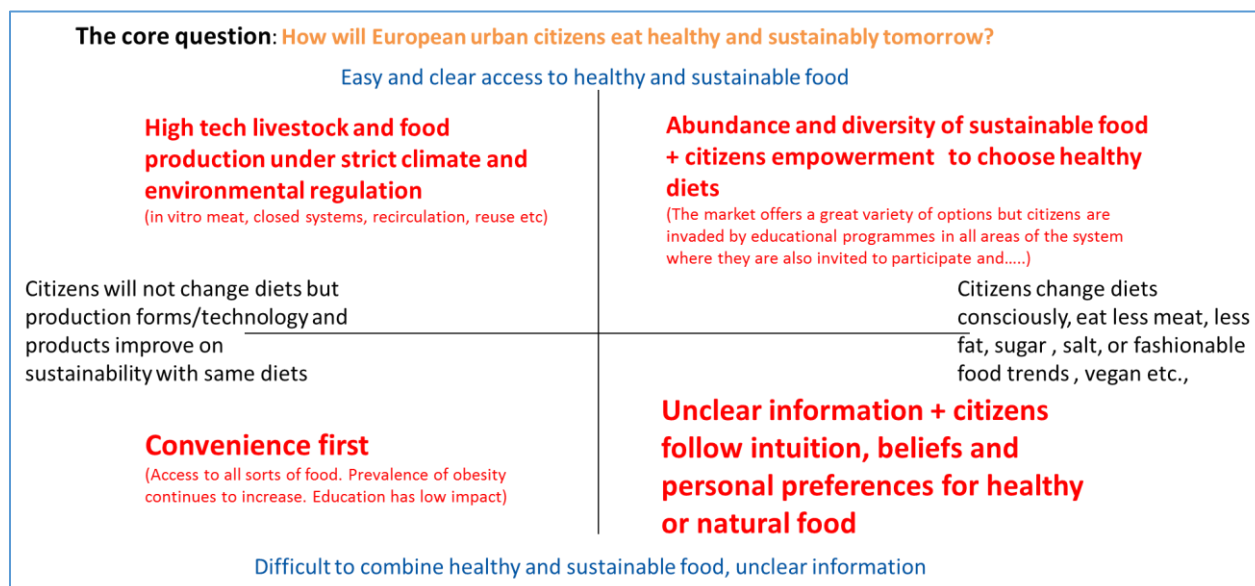 The core question: How will European urban citizens eat healthy and sustainably tomorrow?
Easy and clear access to healthy and sustainable food
High tech livestock and food
production under strict climate and
environmental regulation
(in vitro meat, closed systems, recirculation, reuse etc)
Abundance and diversity of sustainable food
+ citizens empowerment to choose healthy
diets
(The market offers a great variety of options but citizens are
invaded by educational programmes in all areas of the system
where they are also invited to participate and.....)
Citizens will not change diets but
production forms/technology and
products improve on
sustainability with same diets
Citizens change diets
consciously, eat less meat, less
fat, sugar , salt, or fashionable
food trends , vegan etc.,
Convenience first
(Access to all sorts of food. Prevalence of obesity
continues to increase. Education has low impact)
Unclear information + citizens
follow intuition, beliefs and
personal preferences for healthy
or natural food
Difficult to combine healthy and sustainable food, unclear information